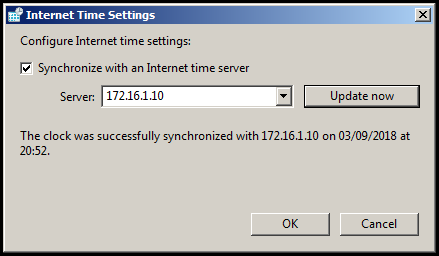 Internet Time Settings
Configure Internet time settings:
Synchronize with an Internet time server
Server: 172.16.1.10 Update now
The clock was successfully synchronized with 172.16.1.10 on 03/09/2018 at
20:52.
OK Cancel